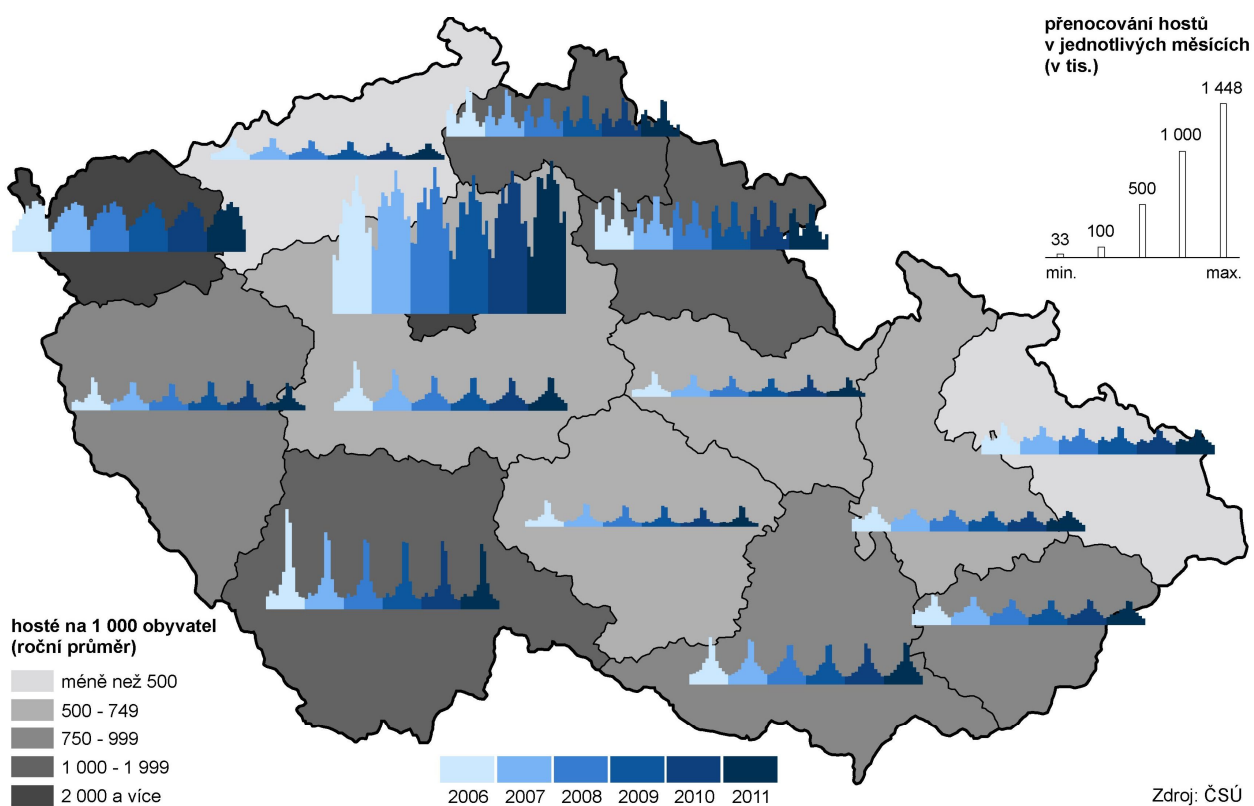 přenocování hostů
v jednotlivých měsících
(v tis.)
1 448
1 000
500
100
33
min.
max.
hosté na 1 000 obyvatel
(roční průměr)
méně než 500
500 - 749
750 - 999
1 000 - 1 999
2 000 a více
2006 2007 2008 2009 2010 2011
Zdroj: ČSÚ